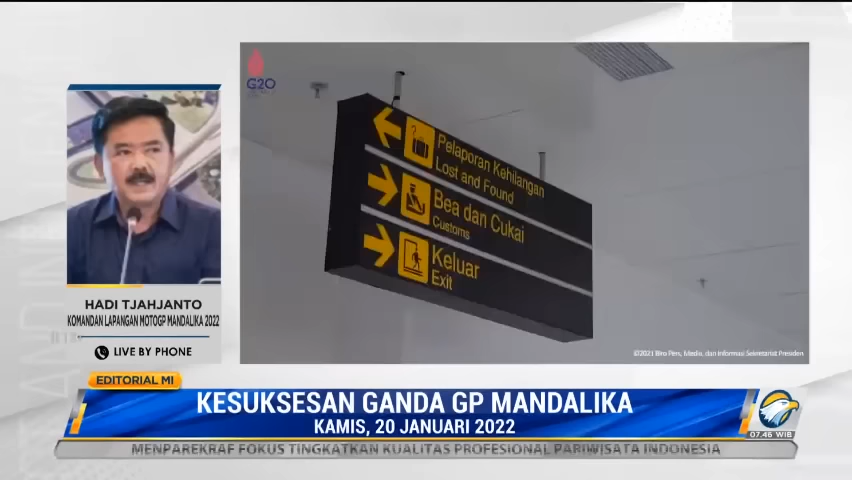 G20
Pelaporan Kehilangan
Lost and Found
Bea dan Cukai
Customs
Keluar
Exit
©2021 Biro Pers, Media, dan Informasi Sekretariat Presiden
HADI TJAHJANTO
KOMANDAN LAPANGAN MOTOGP MANDALIKA 2022
LIVE BY PHONE
EDITORIAL MI
KESUKSESAN GANDA GP MANDALIKA
KAMIS, 20 JANUARI 2022
07.46 WIB
MENPAREKRAF FOKUS TINGKATKAN KUALITAS PROFESIONAL PARIWISATA INDONESIA